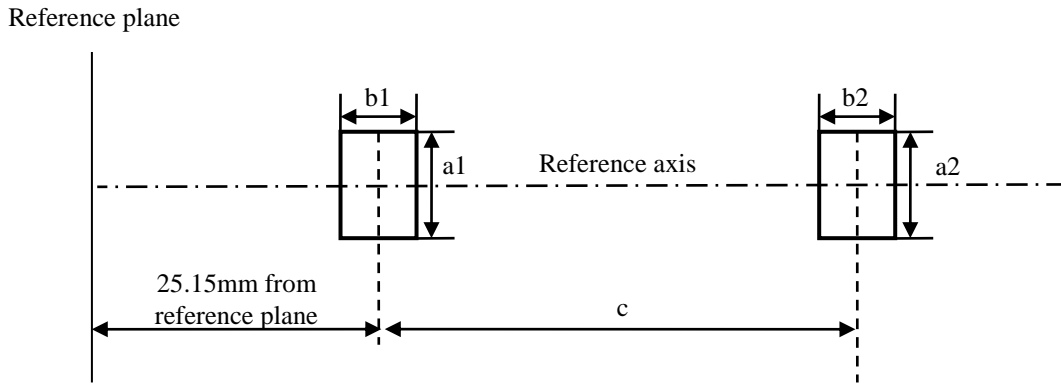 Reference plane
b1
b2
a1
Reference axis
a2
25.15mm from
reference plane
c